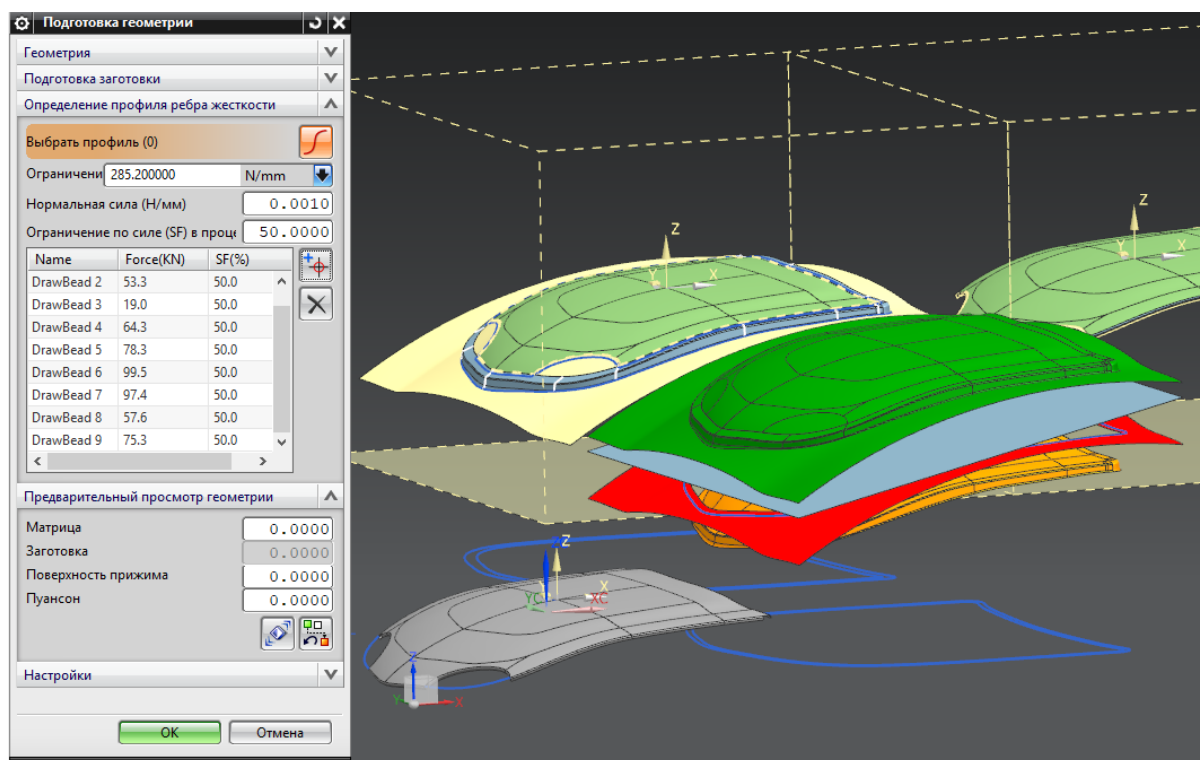 Подготовка геометрии
Геометрия
Подготовка заготовки
Определение профиля ребра жесткости
Выбрать профиль (0)
Ограничени 285.200000 N/mm
Нормальная сила (Н/мм) 0.0010
Ограничение по силе (SF) в проце 50.0000
Name Force(KN) SF(%)
DrawBead 2 53.3 50.0
DrawBead 3 19.0 50.0
DrawBead 4 64.3 50.0
DrawBead 5 78.3 50.0
DrawBead 6 99.5 50.0
DrawBead 7 97.4 50.0
DrawBead 8 57.6 50.0
DrawBead 9 75.3 50.0
Предварительный просмотр геометрии
Матрица 0.0000
Заготовка 0.0000
Поверхность прижима 0.0000
Пуансон 0.0000
Настройки
OK Отмена
Z
Y X
Z
Y X
Z
X
YC XC
Z
Y X